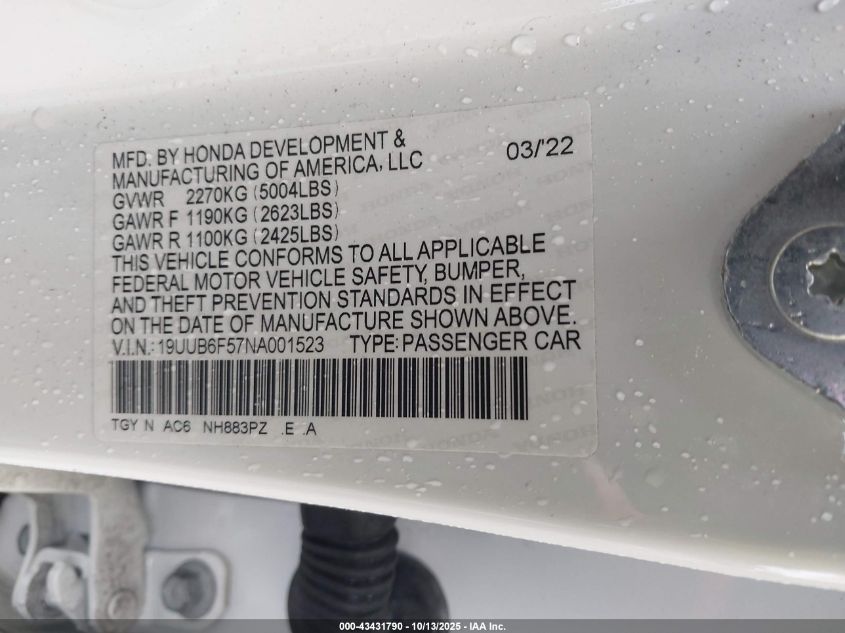 MFD. BY HONDA DEVELOPMENT &
MANUFACTURING OF AMERICA, LLC 03/'22
GVWR 2270KG (5004LBS)
GAWR F 1190KG (2623LBS)
GAWR R 1100KG (2425LBS)
THIS VEHICLE CONFORMS TO ALL APPLICABLE
FEDERAL MOTOR VEHICLE SAFETY, BUMPER,
AND THEFT PREVENTION STANDARDS IN EFFECT
ON THE DATE OF MANUFACTURE SHOWN ABOVE.
V.I.N.: 19UUB6F57NA001523 TYPE: PASSENGER CAR
TGY N AC6 NH883PZ .E .A
000-43431790 - 10/13/2025 - IAA Inc.